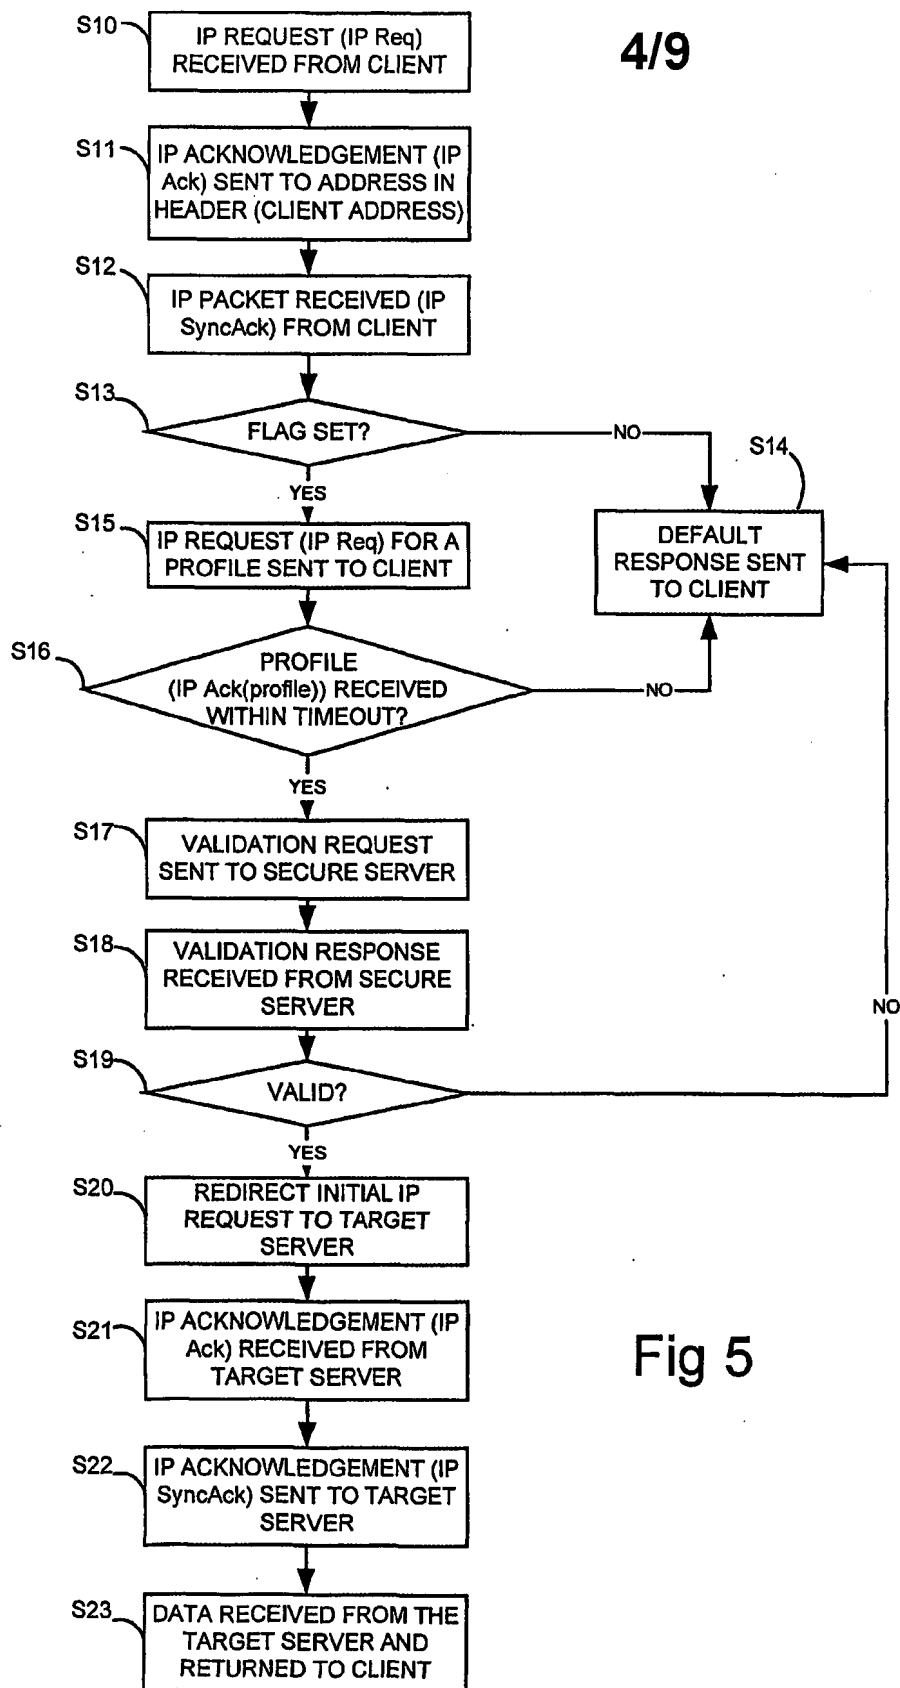 4/9
S10
IP REQUEST (IP Req)
RECEIVED FROM CLIENT
S11
IP ACKNOWLEDGEMENT (IP
Ack) SENT TO ADDRESS IN
HEADER (CLIENT ADDRESS)
S12
IP PACKET RECEIVED (IP
SyncAck) FROM CLIENT
S13
FLAG SET?
NO
S14
DEFAULT
RESPONSE SENT
TO CLIENT
YES
S15
IP REQUEST (IP Req) FOR A
PROFILE SENT TO CLIENT
S16
PROFILE
(IP Ack(profile)) RECEIVED
WITHIN TIMEOUT?
NO
YES
S17
VALIDATION REQUEST
SENT TO SECURE SERVER
S18
VALIDATION RESPONSE
RECEIVED FROM SECURE
SERVER
NO
S19
VALID?
YES
S20
REDIRECT INITIAL IP
REQUEST TO TARGET
SERVER
S21
IP ACKNOWLEDGEMENT (IP
Ack) RECEIVED FROM
TARGET SERVER
Fig 5
S22
IP ACKNOWLEDGEMENT (IP
SyncAck) SENT TO TARGET
SERVER
S23
DATA RECEIVED FROM THE
TARGET SERVER AND
RETURNED TO CLIENT